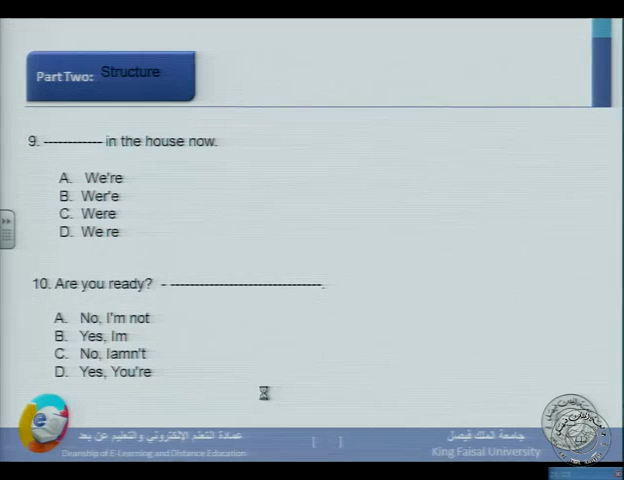 Part Two: Structure
9. ------------ in the house now.
A. We're
B. Wer'e
C. Were
D. We re
10. Are you ready? - -------------------------------.
A. No, I'm not
B. Yes, Im
C. No, Iamn't
D. Yes, You're
عمادة التعلم الإلكتروني والتعليم عن بعد
[ ]
جامعة الملك فيصل
Deanship of E-Learning and Distance Education
King Faisal University